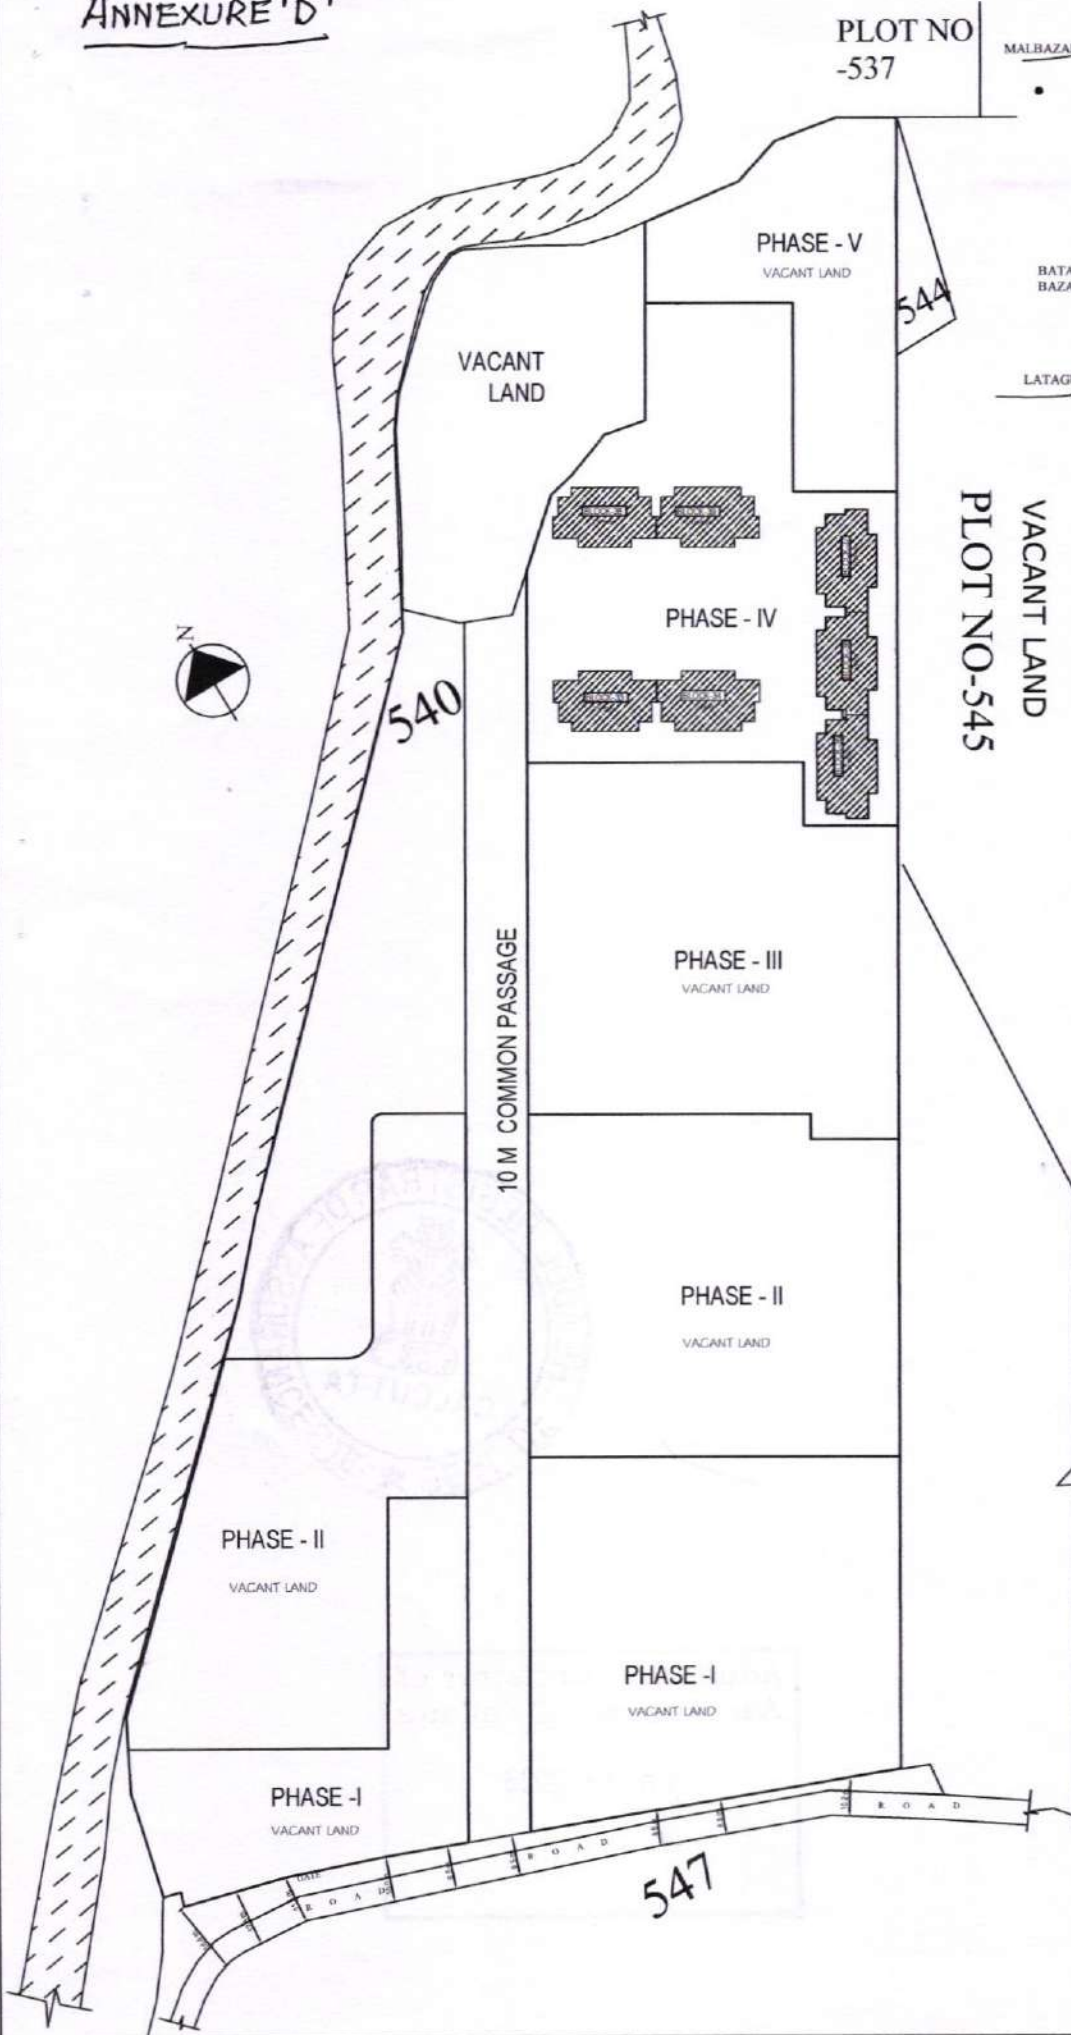 ANNEXURE 'D'
PLOT NO
-537
PHASE - V
VACANT LAND
544
VACANT
LAND
VACANT LAND
PLOT NO-545
N
PHASE - IV
540
PHASE - III
VACANT LAND
10 M COMMON PASSAGE
PHASE - II
VACANT LAND
PHASE - II
VACANT LAND
PHASE -I
VACANT LAND
PHASE -I
VACANT LAND
ROAD
ROAD
GATE
ROAD
547